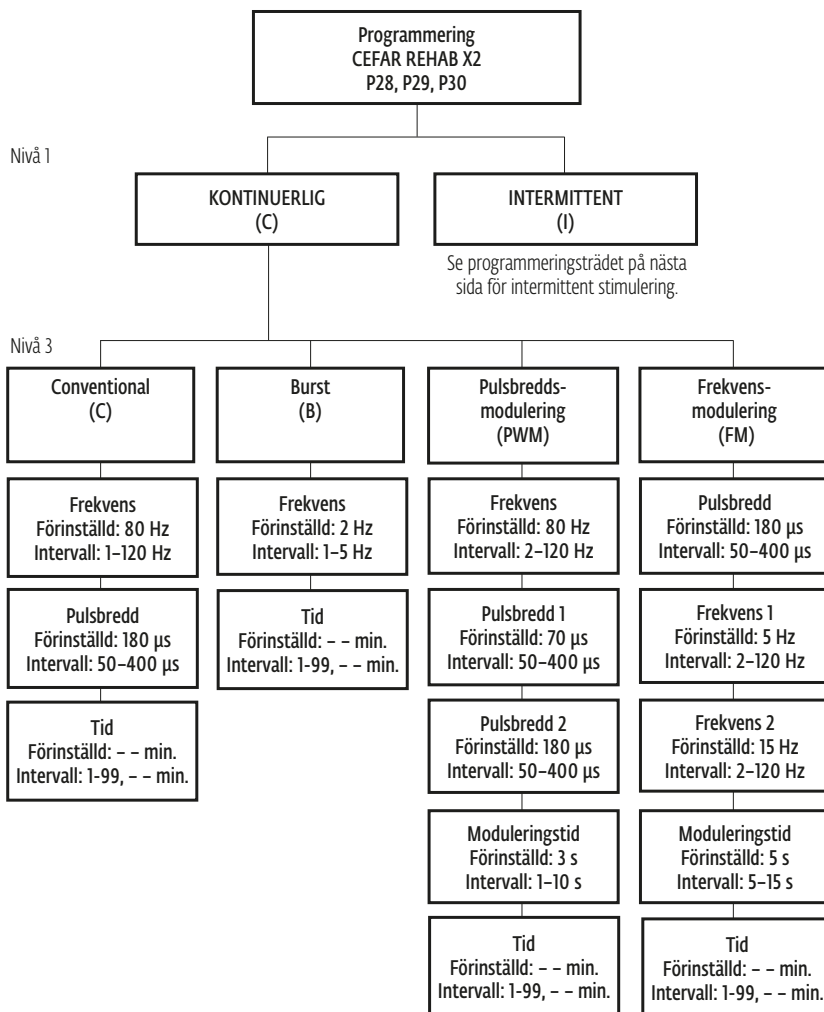 Programmering
CEFAR REHAB X2
P28, P29, P30
Nivå 1
KONTINUERLIG
(C)
INTERMITTENT
(I)
Se programmeringsträdet på nästa
sida för intermittent stimulering.
Nivå 3
Conventional
(C)
Frekvens
Förinställd: 80 Hz
Intervall: 1–120 Hz
Pulsbredd
Förinställd: 180 µs
Intervall: 50–400 µs
Tid
Förinställd: – – min.
Intervall: 1-99, – – min.
Burst
(B)
Frekvens
Förinställd: 2 Hz
Intervall: 1–5 Hz
Tid
Förinställd: – – min.
Intervall: 1-99, – – min.
Pulsbredds-
modulering
(PWM)
Frekvens
Förinställd: 80 Hz
Intervall: 2–120 Hz
Pulsbredd 1
Förinställd: 70 µs
Intervall: 50–400 µs
Pulsbredd 2
Förinställd: 180 µs
Intervall: 50–400 µs
Moduleringstid
Förinställd: 3 s
Intervall: 1–10 s
Tid
Förinställd: – – min.
Intervall: 1-99, – – min.
Frekvens-
modulering
(FM)
Pulsbredd
Förinställd: 180 µs
Intervall: 50–400 µs
Frekvens 1
Förinställd: 5 Hz
Intervall: 2–120 Hz
Frekvens 2
Förinställd: 15 Hz
Intervall: 2–120 Hz
Moduleringstid
Förinställd: 5 s
Intervall: 5–15 s
Tid
Förinställd: – – min.
Intervall: 1-99, – – min.